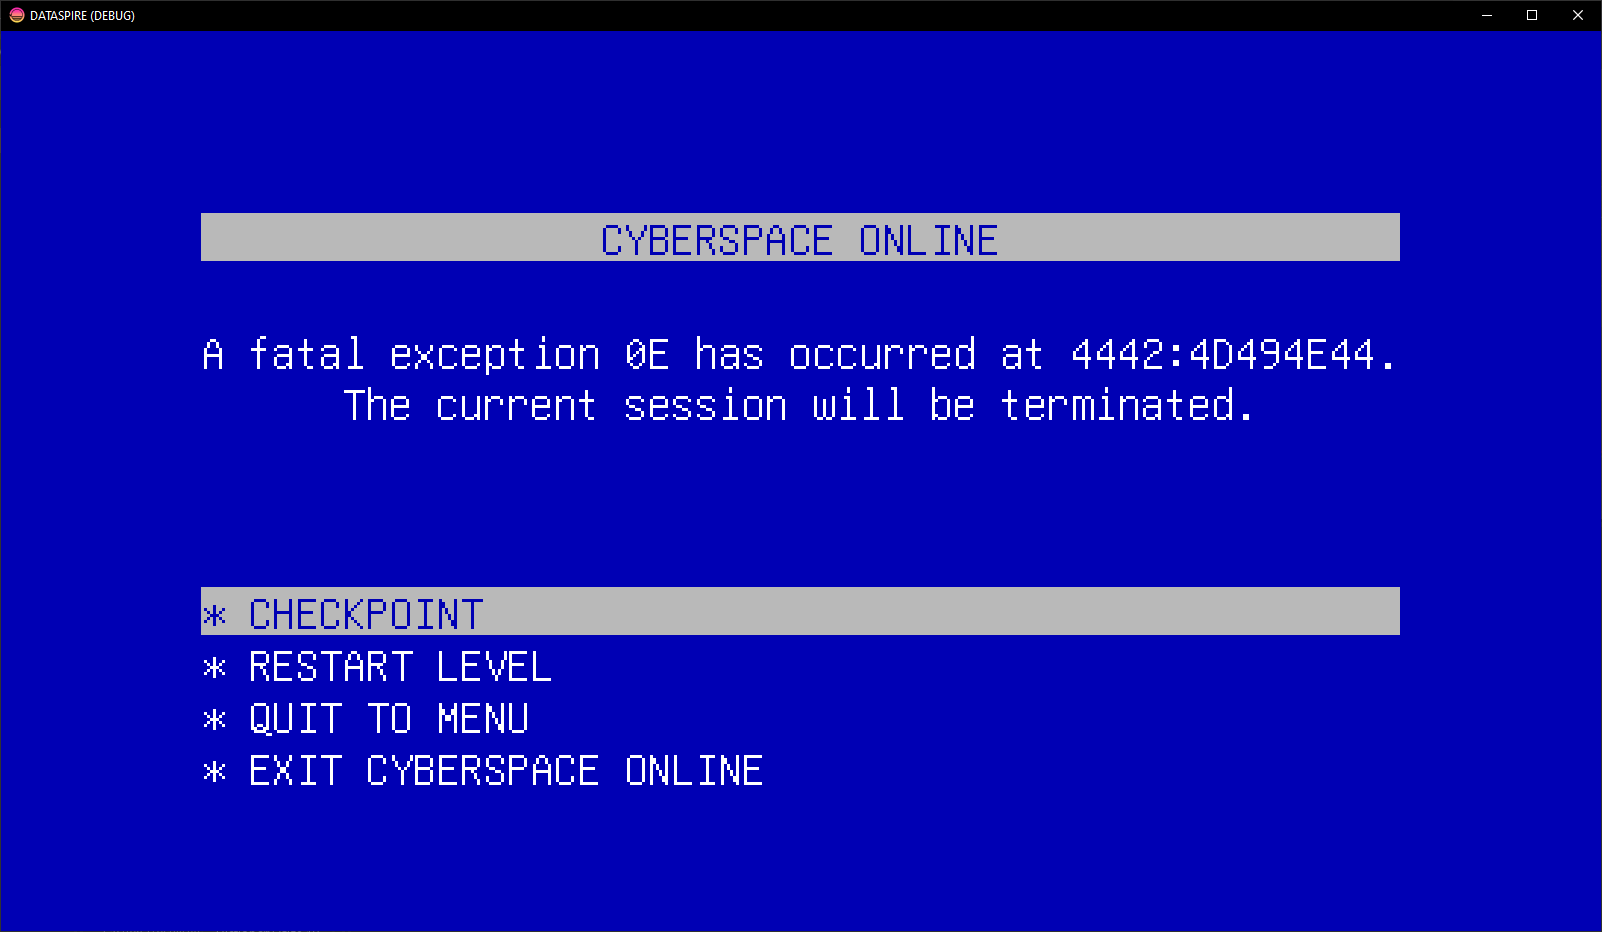 DATASPIRE (DEBUG)
CYBERSPACE ONLINE
A fatal exception 0E has occurred at 4442:4D494E44.
The current session will be terminated.
* CHECKPOINT
* RESTART LEVEL
* QUIT TO MENU
* EXIT CYBERSPACE ONLINE